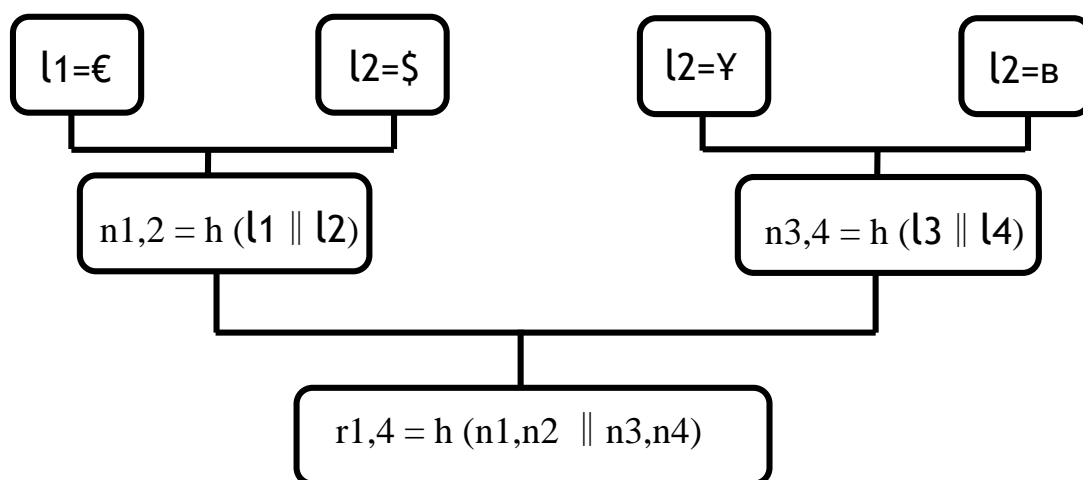 l1=€
l2=$
l2=¥
l2=в
n1,2 = h (l1 || l2)
n3,4 = h (l3 || l4)
r1,4 = h (n1,n2 || n3,n4)